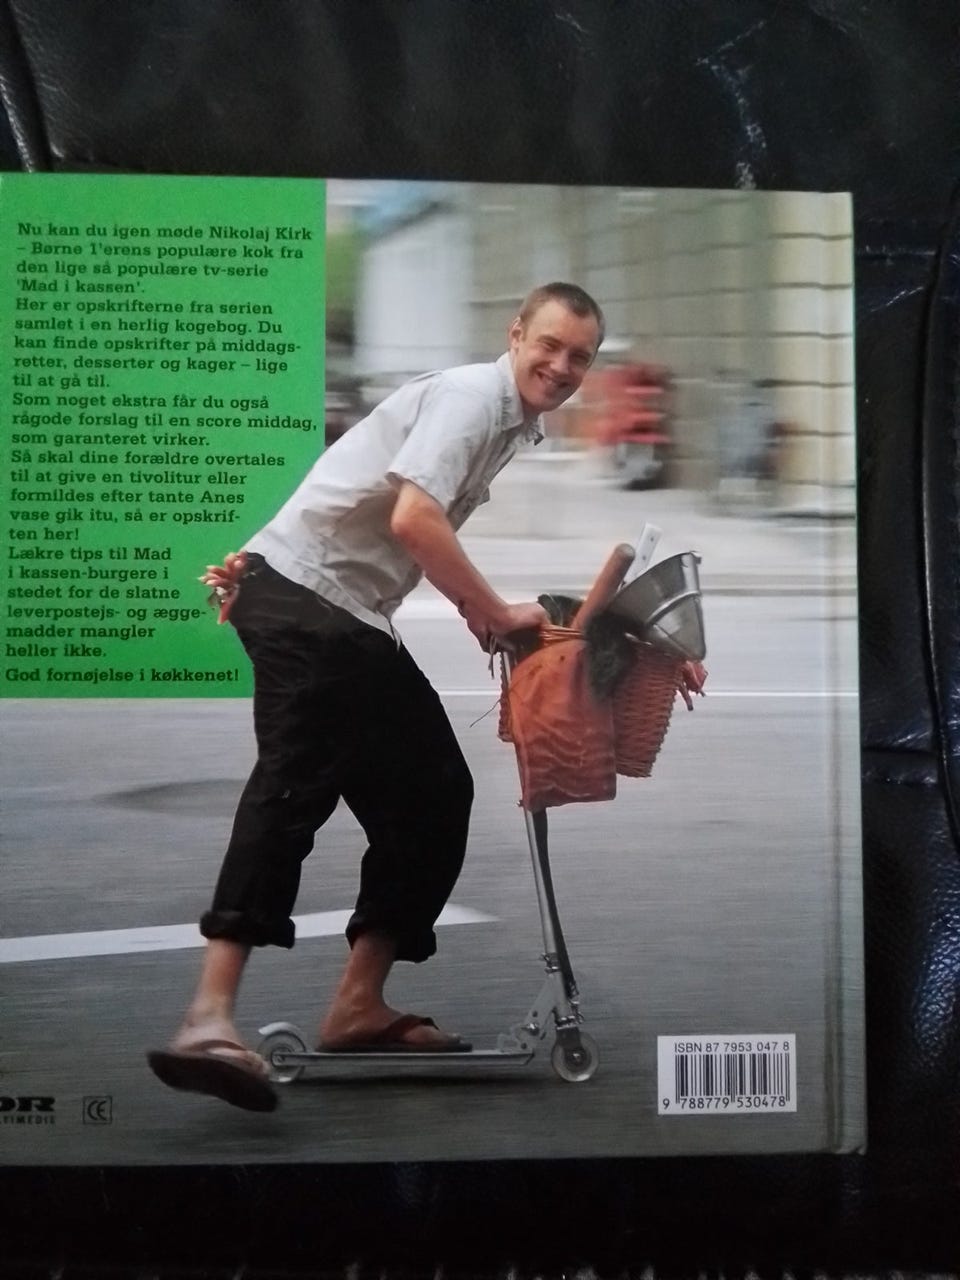 Nu kan du igen møde Nikolaj Kirk
– Børne 1'erens populære kok fra
den lige så populære tv-serie
'Mad i kassen'.
Her er opskrifterne fra serien
samlet i en herlig kogebog. Du
kan finde opskrifter på middags-
retter, desserter og kager – lige
til at gå til.
Som noget ekstra får du også
rågode forslag til en score middag,
som garanteret virker.
Så skal dine forældre overtales
til at give en tivolitur eller
formildes efter tante Anes
vase gik itu, så er opskrif-
ten her!
Lækre tips til Mad
i kassen-burgere i
stedet for de slatne
leverpostejs- og ægge-
madder mangler
heller ikke.
God fornøjelse i køkkenet!
DR
TIMEDIE
CE
ISBN 87 7953 047 8
9 788779 530478